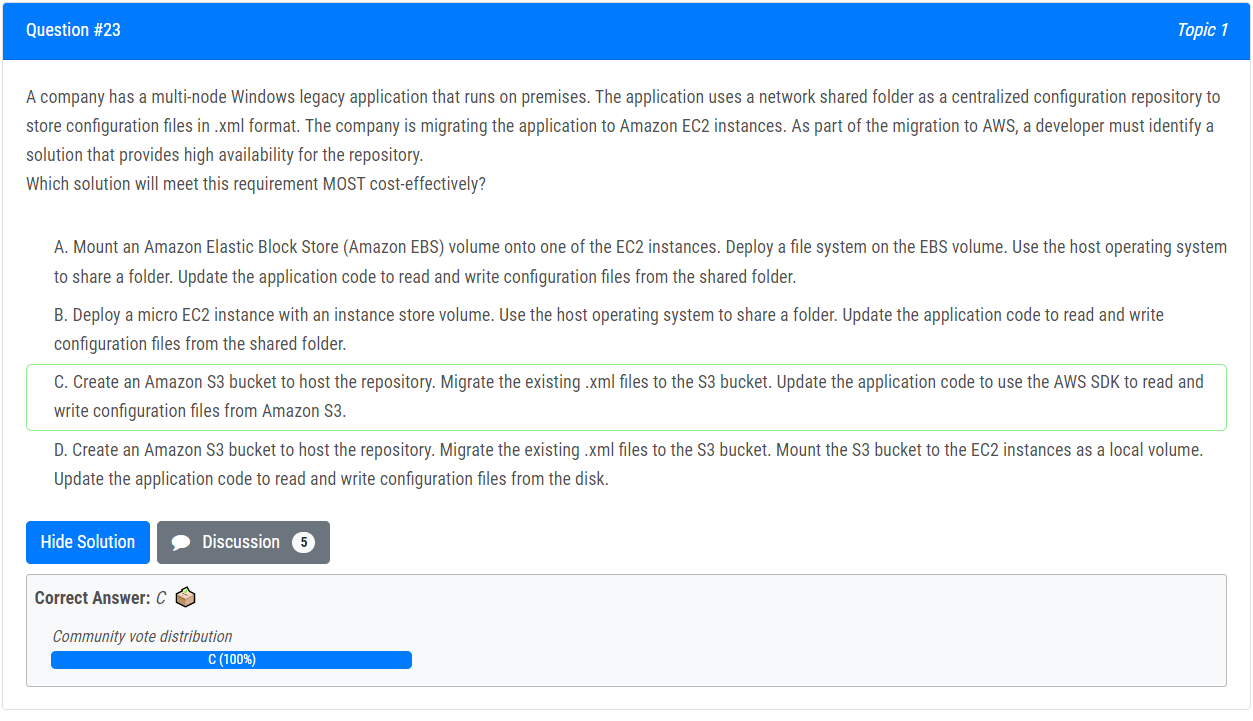 Question #23
Topic 1
A company has a multi-node Windows legacy application that runs on premises. The application uses a network shared folder as a centralized configuration repository to
store configuration files in .xml format. The company is migrating the application to Amazon EC2 instances. As part of the migration to AWS, a developer must identify a
solution that provides high availability for the repository.
Which solution will meet this requirement MOST cost-effectively?
A. Mount an Amazon Elastic Block Store (Amazon EBS) volume onto one of the EC2 instances. Deploy a file system on the EBS volume. Use the host operating system
to share a folder. Update the application code to read and write configuration files from the shared folder.
B. Deploy a micro EC2 instance with an instance store volume. Use the host operating system to share a folder. Update the application code to read and write
configuration files from the shared folder.
C. Create an Amazon S3 bucket to host the repository. Migrate the existing .xml files to the S3 bucket. Update the application code to use the AWS SDK to read and
write configuration files from Amazon S3.
D. Create an Amazon S3 bucket to host the repository. Migrate the existing .xml files to the S3 bucket. Mount the S3 bucket to the EC2 instances as a local volume.
Update the application code to read and write configuration files from the disk.
Hide Solution
Discussion 5
Correct Answer: C
Community vote distribution
C (100%)